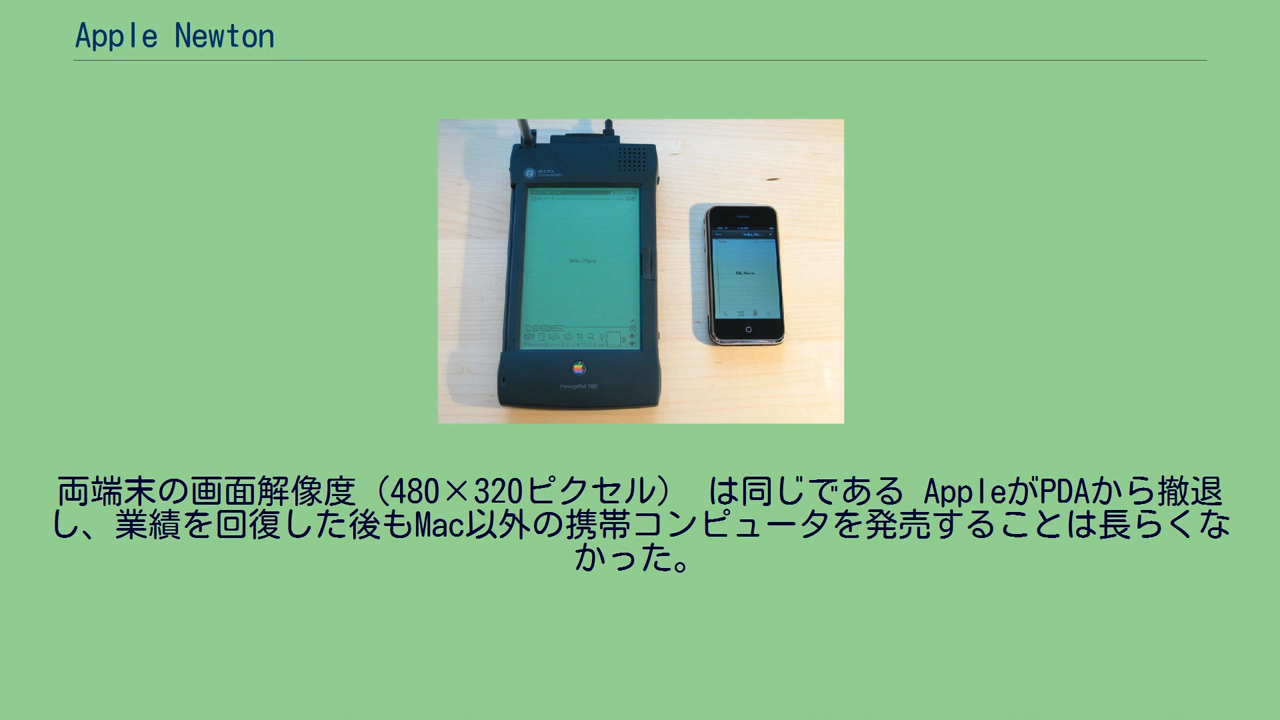 Apple Newton
両端末の画面解像度（480×320ピクセル） は同じである AppleがPDAから撤退
し、業績を回復した後もMac以外の携帯コンピュータを発売することは長らくな
かった。